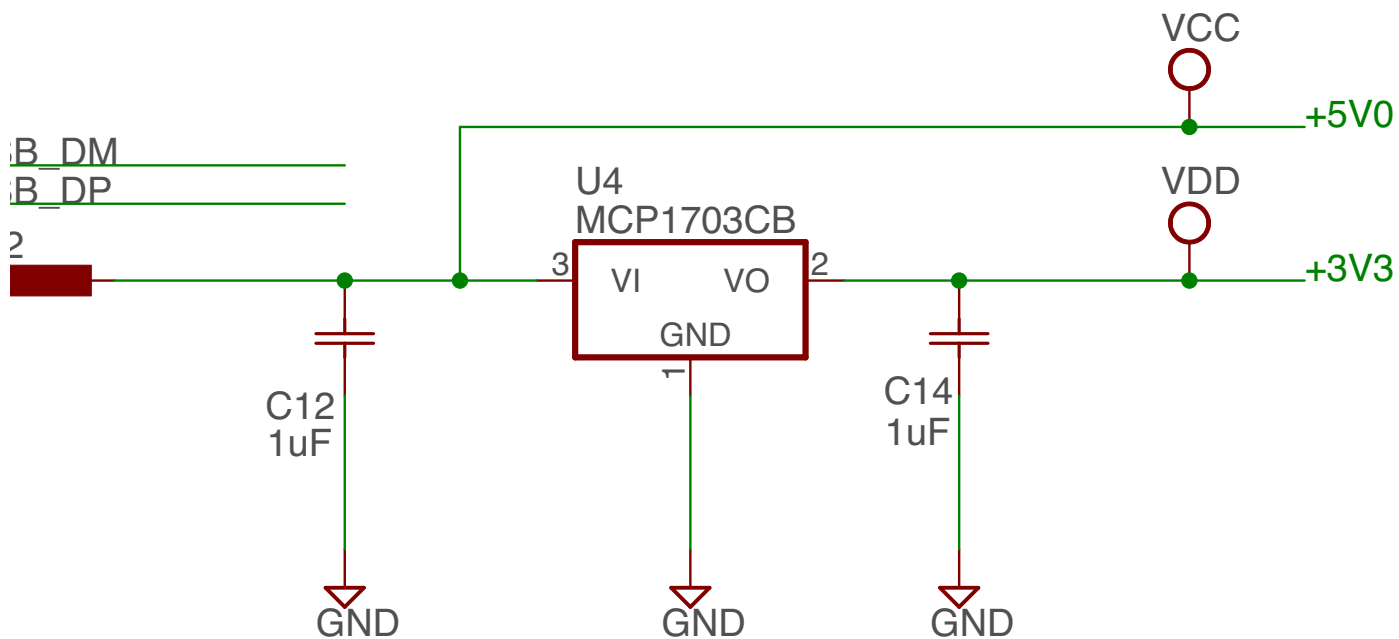 VCC
+5V0
B_DM
B_DP
2
U4
MCP1703CB
VDD
3
VI
VO
2
+3V3
GND
1
C12
1uF
C14
1uF
GND
GND
GND